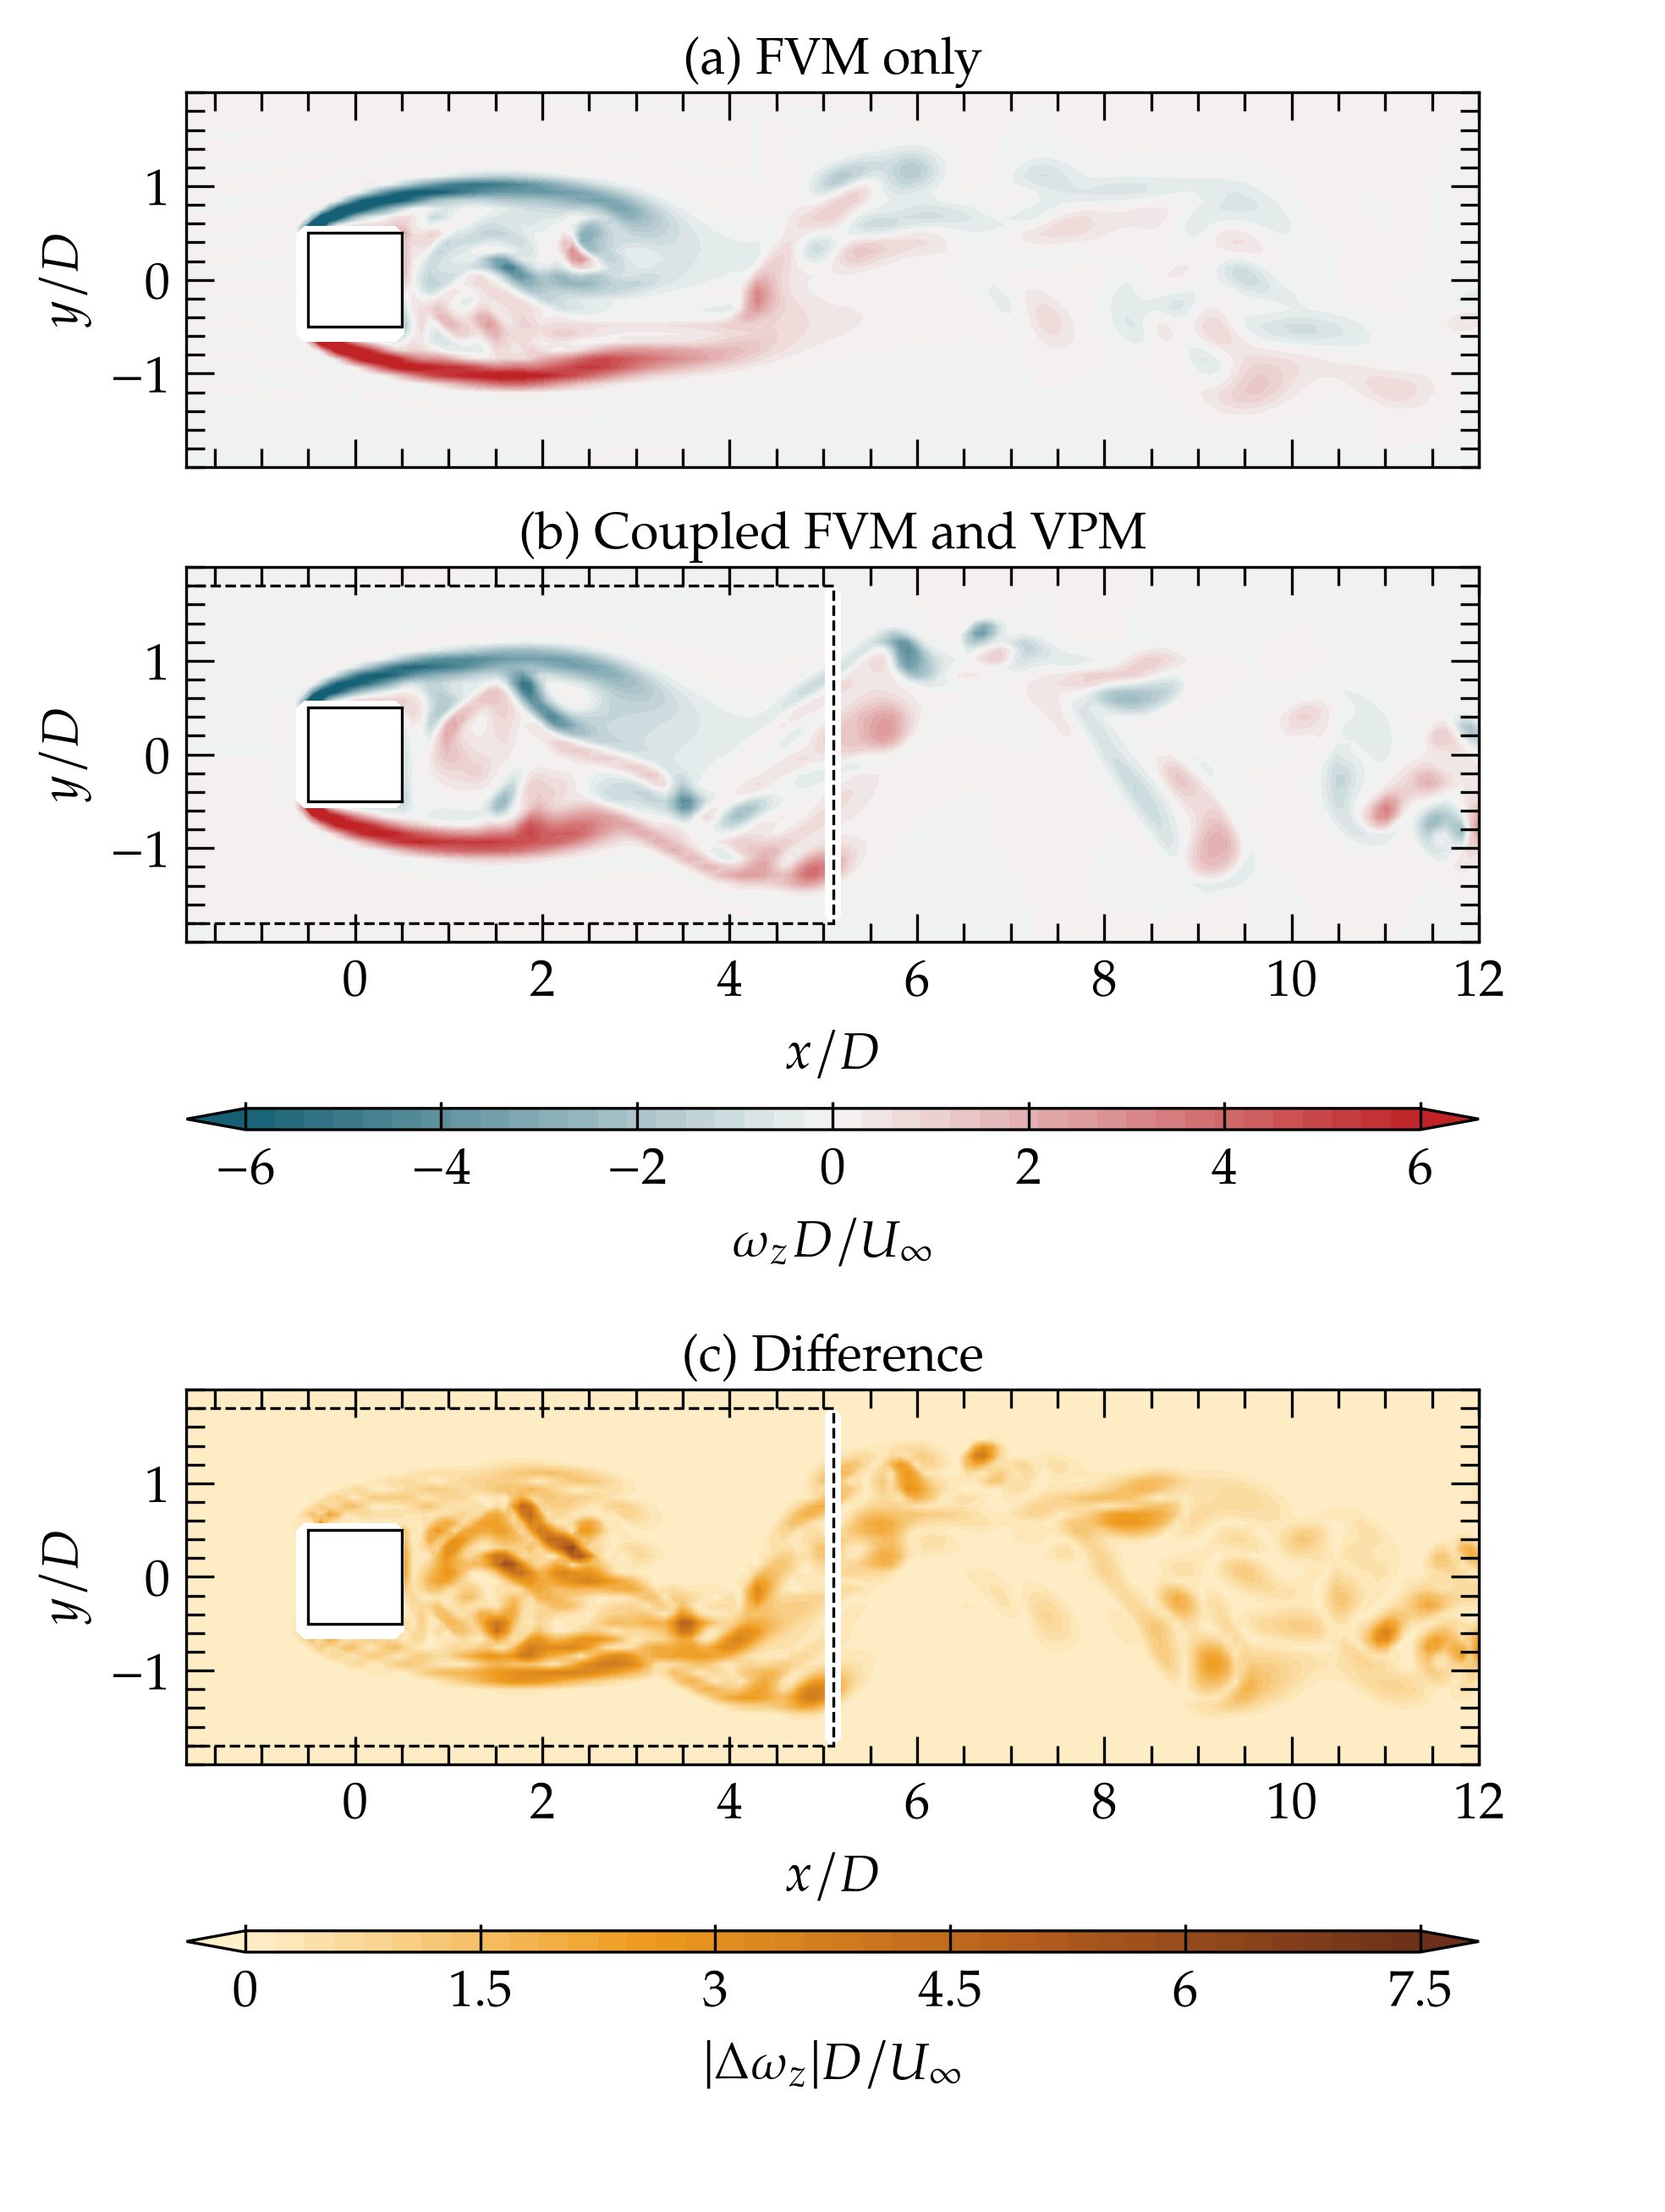 (a) FVM only
1
0
−1
y/D
(b) Coupled FVM and VPM
1
0
−1
y/D
0 2 4 6 8 10 12
x/D
−6 −4 −2 0 2 4 6
ω_z D/U_∞
(c) Difference
1
0
−1
y/D
0 2 4 6 8 10 12
x/D
0 1.5 3 4.5 6 7.5
|Δω_z|D/U_∞